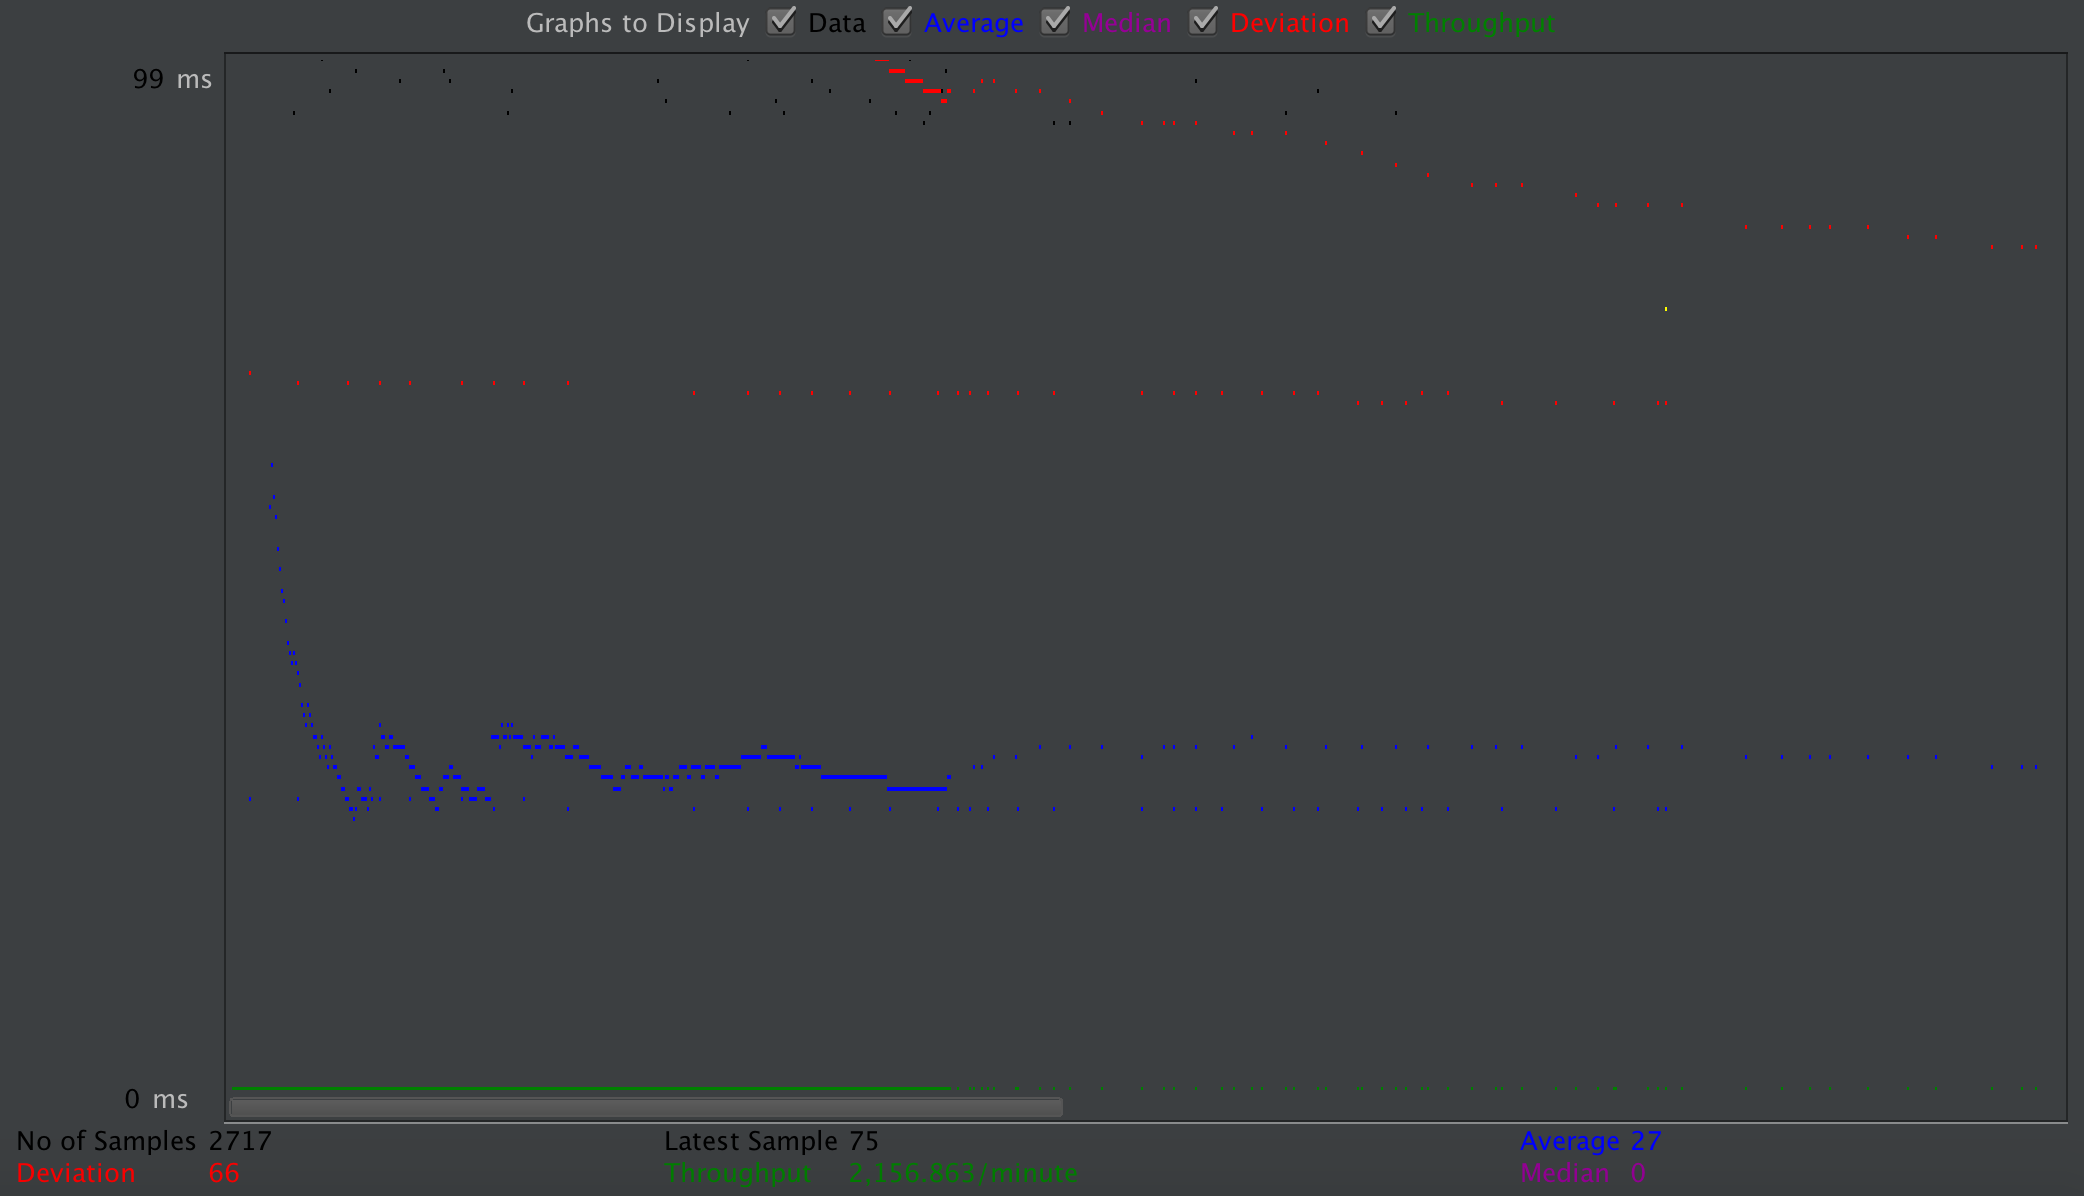 Graphs to Display Data Average Median Deviation Throughput
99 ms
0 ms
No of Samples 2717 Latest Sample 75 Average 27
Deviation 66 Throughput 2,156.863/minute Median 0